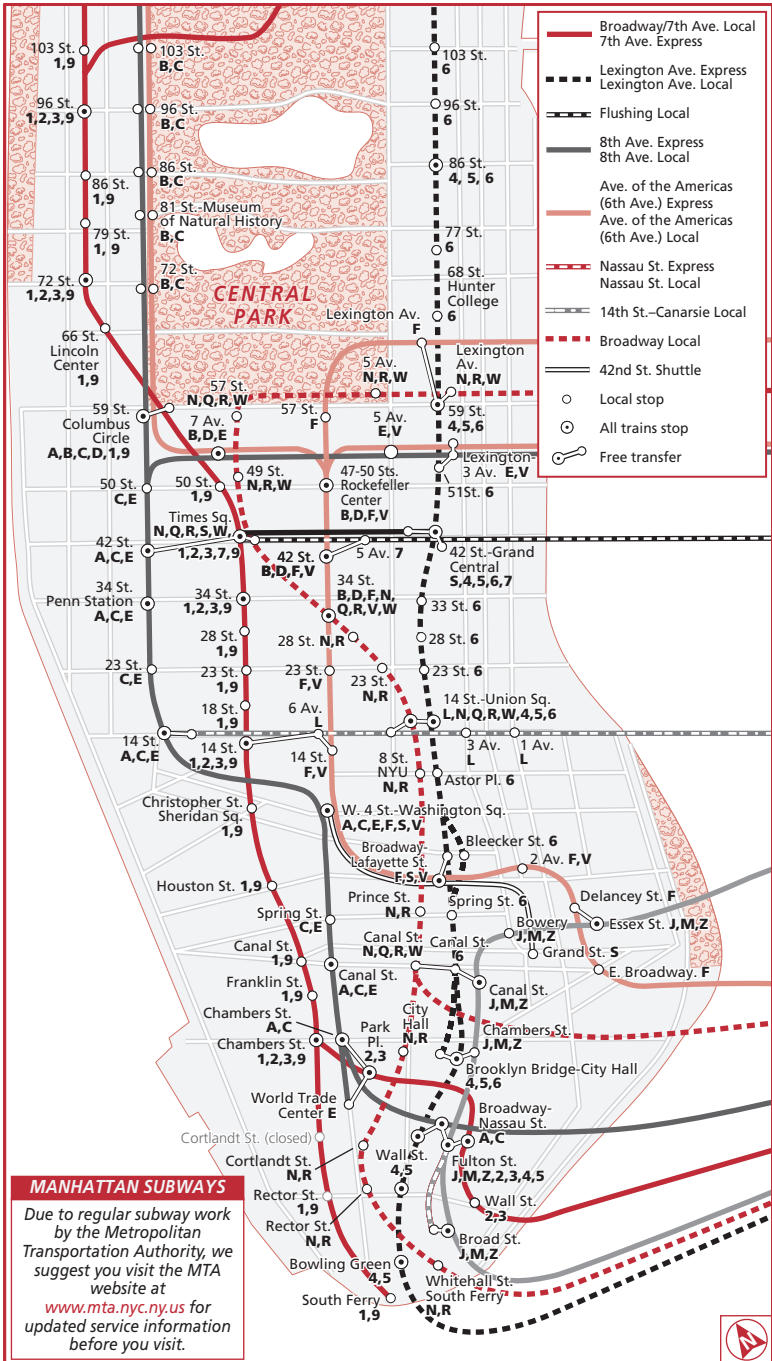 103 St.
1,9
103 St.
B,C
103 St.
6
96 St.
1,2,3,9
96 St.
B,C
96 St.
6
86 St.
1,9
86 St.
B,C
86 St.
4, 5, 6
79 St.
1, 9
81 St.-Museum
of Natural History
B,C
77 St.
6
72 St.
1,2,3,9
72 St.
B,C
68 St.
Hunter
College
6
CENTRAL
PARK
66 St.
Lincoln
Center
1,9
Lexington Av.
F
5 Av.
N,R,W
Lexington
Av.
N,R,W
57 St.
N,Q,R,W
59 St.
Columbus
Circle
A,B,C,D, 1,9
7 Av.
B,D,E
57 St.
F
5 Av.
E,V
59 St.
4,5,6
50 St.
C,E
50 St.
1,9
49 St.
N,R,W
47-50 Sts.
Rockefeller
Center
B,D,F,V
Lexington-
3 Av. E,V
51St. 6
Times Sq.
N,Q,R,S,W
1,2,3,7,9
42 St.
A,C,E
42 St.
B,D,F,V
5 Av. 7
42 St.-Grand
Central
S,4,5,6,7
34 St.
Penn Station
A,C,E
34 St.
1,2,3,9
34 St.
B,D,F,N,
Q,R,V,W
33 St. 6
28 St.
1,9
28 St. N,R
28 St. 6
23 St.
C,E
23 St.
1,9
23 St.
F,V
23 St.
N,R
23 St. 6
18 St.
1,9
6 Av.
L
14 St.-Union Sq.
L,N,Q,R,W,4,5,6
14 St.
A,C,E
14 St.
1,2,3,9
14 St.
F,V
8 St.
NYU
N,R
3 Av.
L
1 Av.
L
Astor Pl. 6
Christopher St.
Sheridan Sq.
1,9
W. 4 St.-Washington Sq.
A,C,E,F,S,V
Broadway-
Lafayette St.
F,S,V
Bleecker St. 6
2 Av. F,V
Houston St. 1,9
Prince St.
N,R
Spring St. 6
Delancey St. F
Spring St.
C,E
Bowery
J,M,Z
Essex St. J,M,Z
Canal St.
1,9
Canal St.
N,Q,R,W
Canal St.
6
Grand St. S
Canal St.
A,C,E
E. Broadway. F
Franklin St.
1,9
Canal St.
J,M,Z
Chambers St.
A,C
Chambers St.
1,2,3,9
Park
Pl.
2,3
City
Hall
N,R
Chambers St.
J,M,Z
Brooklyn Bridge-City Hall
4,5,6
World Trade
Center E
Broadway-
Nassau St.
A,C
Cortlandt St. (closed)
Cortlandt St.
N,R
Wall St.
4,5
Fulton St.
J,M,Z,2,3,4,5
Rector St.
1,9
Wall St.
2,3
Rector St.
N,R
Broad St.
J,M,Z
Bowling Green
4,5
Whitehall St.
South Ferry
N,R
South Ferry
1,9
Broadway/7th Ave. Local
7th Ave. Express
Lexington Ave. Express
Lexington Ave. Local
Flushing Local
8th Ave. Express
8th Ave. Local
Ave. of the Americas
(6th Ave.) Express
Ave. of the Americas
(6th Ave.) Local
Nassau St. Express
Nassau St. Local
14th St.–Canarsie Local
Broadway Local
42nd St. Shuttle
Local stop
All trains stop
Free transfer
MANHATTAN SUBWAYS
Due to regular subway work
by the Metropolitan
Transportation Authority, we
suggest you visit the MTA
website at
www.mta.nyc.ny.us for
updated service information
before you visit.
N